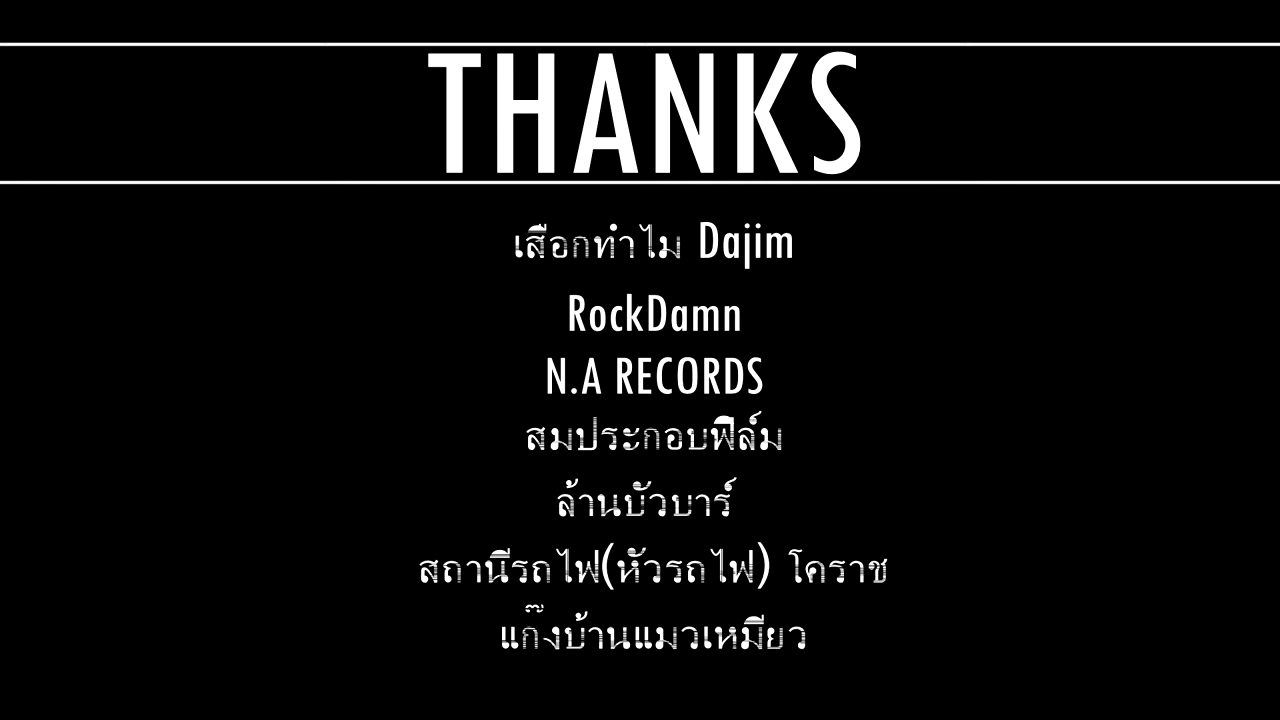 THANKS
เสือกทำไม Dajim
RockDamn
N.A RECORDS
สมประกอบฟิล์ม
ล้านบัวบาร์
สถานีรถไฟ(หัวรถไฟ) โคราช
แก๊งบ้านแมวเหมียว